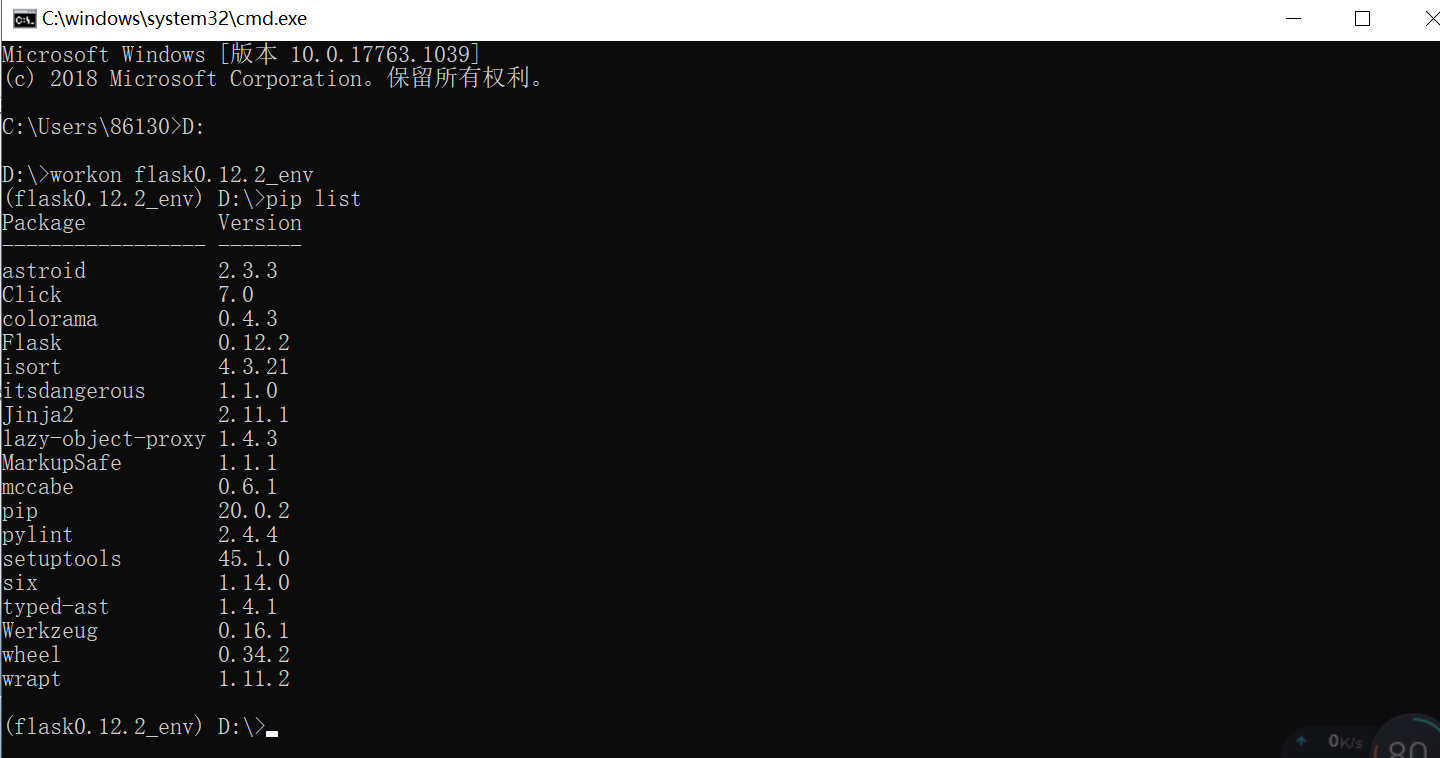 C:\windows\system32\cmd.exe
Microsoft Windows [版本 10.0.17763.1039]
(c) 2018 Microsoft Corporation。保留所有权利。
C:\Users\86130>D:
D:\>workon flask0.12.2_env
(flask0.12.2_env) D:\>pip list
Package           Version
----------------- -------
astroid           2.3.3
Click             7.0
colorama          0.4.3
Flask             0.12.2
isort             4.3.21
itsdangerous      1.1.0
Jinja2            2.11.1
lazy-object-proxy 1.4.3
MarkupSafe        1.1.1
mccabe            0.6.1
pip               20.0.2
pylint            2.4.4
setuptools        45.1.0
six               1.14.0
typed-ast         1.4.1
Werkzeug          0.16.1
wheel             0.34.2
wrapt             1.11.2
(flask0.12.2_env) D:\>
0K/s
80